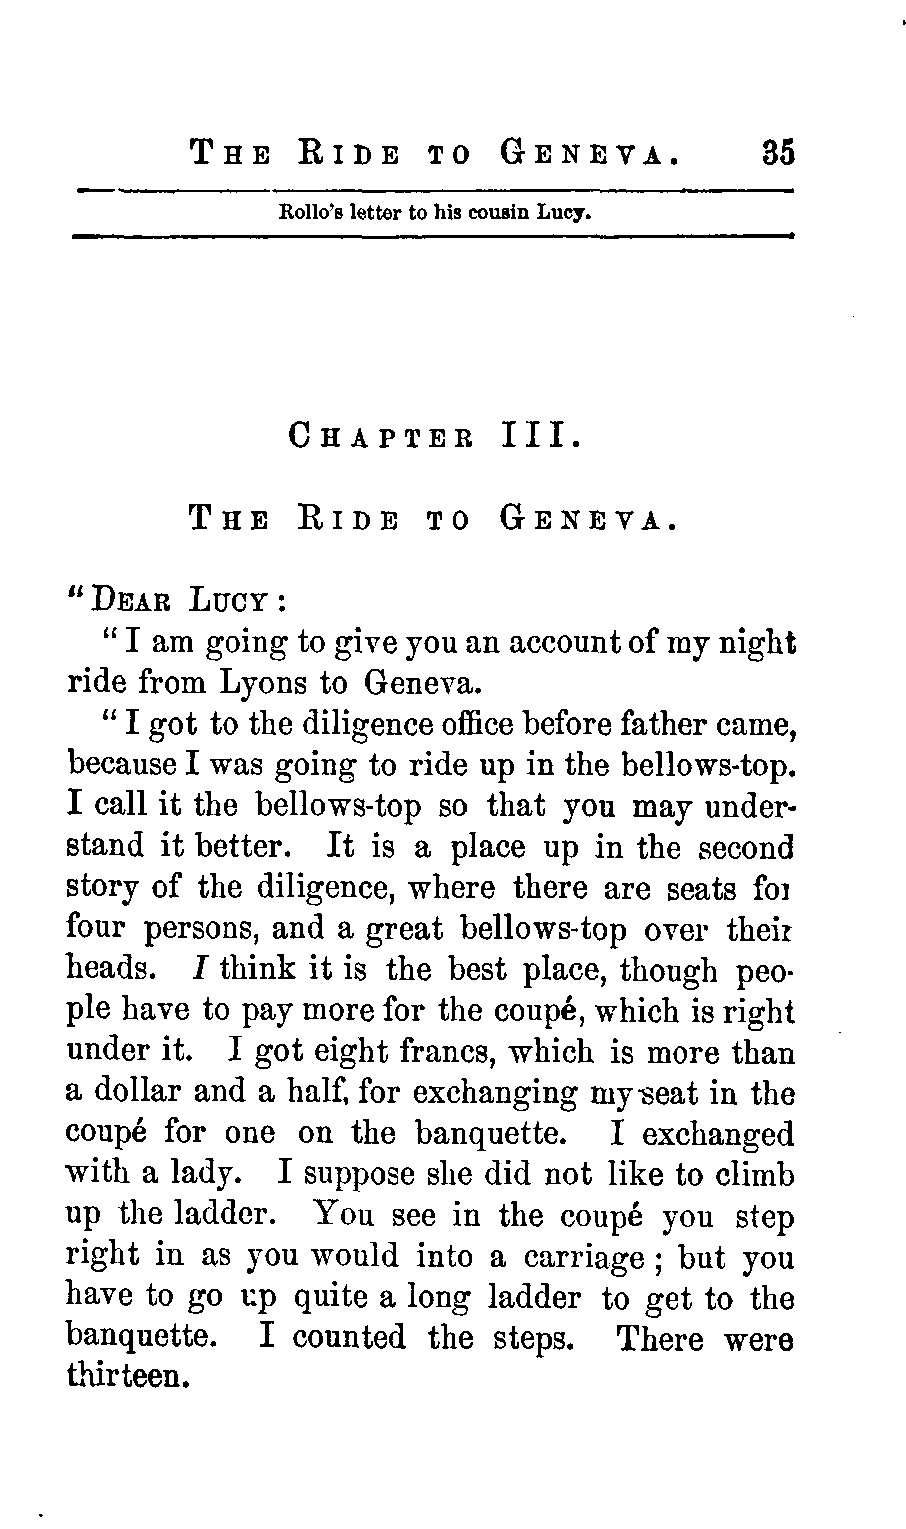 The Ride to Geneva. 35
Rollo's letter to his cousin Lucy.
Chapter III.
The Ride to Geneva.
"Dear Lucy:
"I am going to give you an account of my night
ride from Lyons to Geneva.
"I got to the diligence office before father came,
because I was going to ride up in the bellows-top.
I call it the bellows-top so that you may under-
stand it better. It is a place up in the second
story of the diligence, where there are seats for
four persons, and a great bellows-top over their
heads. I think it is the best place, though peo-
ple have to pay more for the coupé, which is right
under it. I got eight francs, which is more than
a dollar and a half, for exchanging my seat in the
coupé for one on the banquette. I exchanged
with a lady. I suppose she did not like to climb
up the ladder. You see in the coupé you step
right in as you would into a carriage; but you
have to go up quite a long ladder to get to the
banquette. I counted the steps. There were
thirteen.